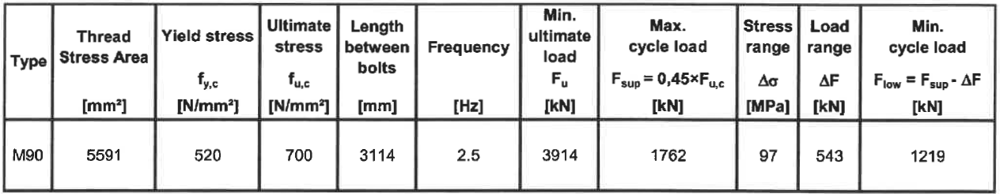 Type | Thread Stress Area [mm²] | Yield stress f_y,c [N/mm²] | Ultimate stress f_u,c [N/mm²] | Length between bolts [mm] | Frequency [Hz] | Min. ultimate load F_u [kN] | Max. cycle load F_sup = 0,45×F_u,c [kN] | Stress range Δσ [MPa] | Load range ΔF [kN] | Min. cycle load F_low = F_sup - ΔF [kN]
M90 | 5591 | 520 | 700 | 3114 | 2.5 | 3914 | 1762 | 97 | 543 | 1219